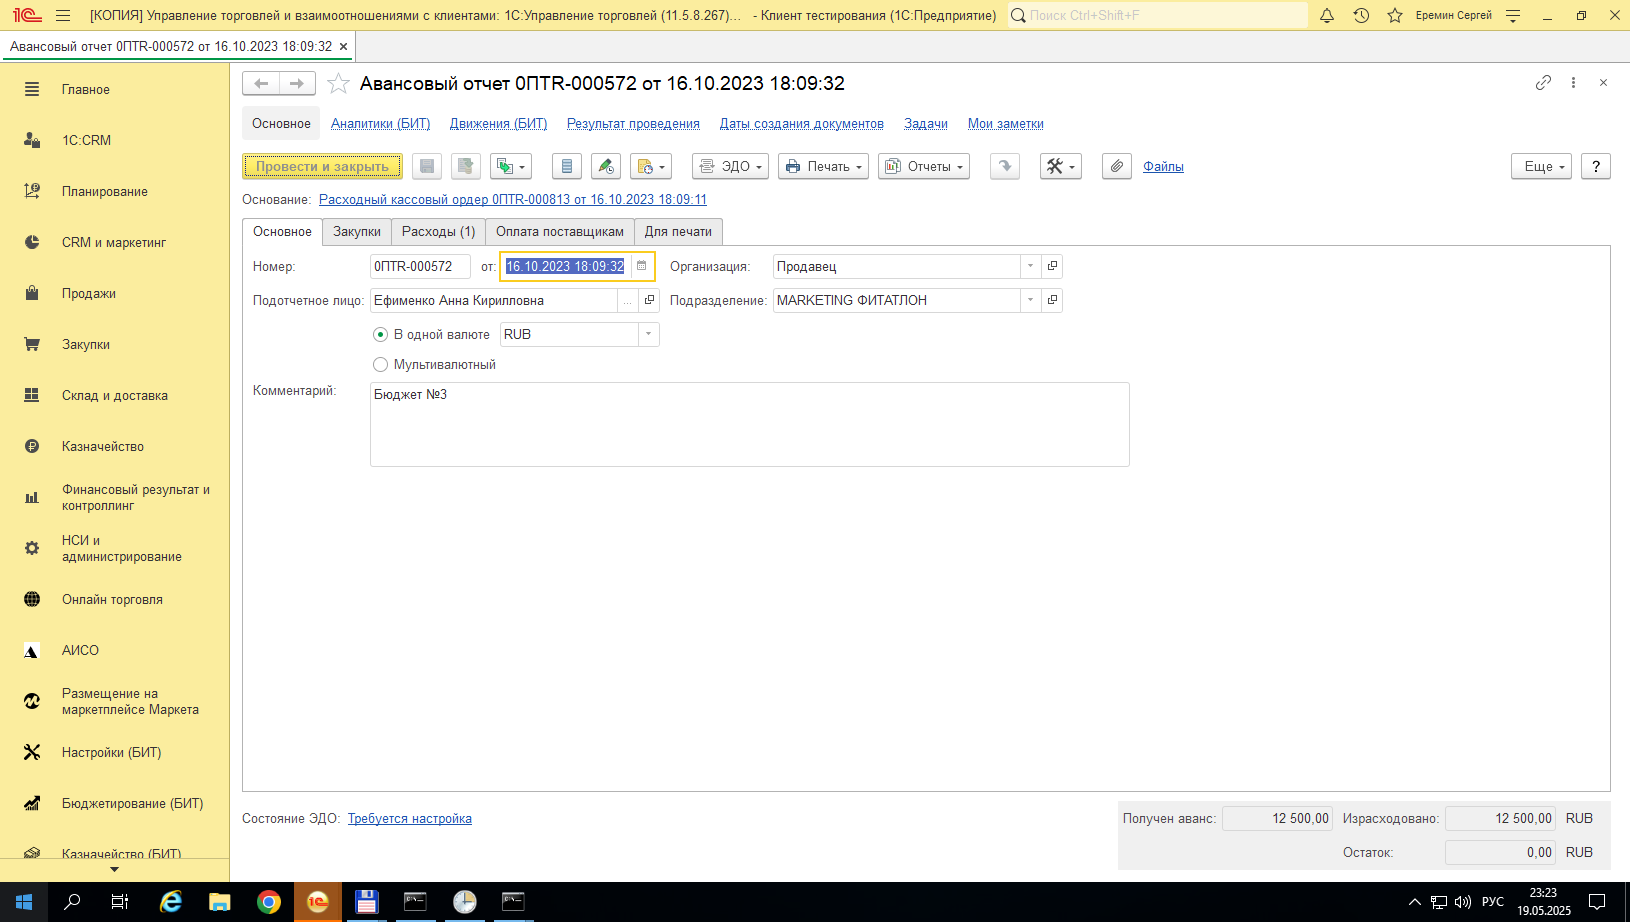 [КОПИЯ] Управление торговлей и взаимоотношениями с клиентами: 1С:Управление торговлей (11.5.8.267)... - Клиент тестирования (1С:Предприятие)
Поиск Ctrl+Shift+F
Еремин Сергей
Авансовый отчет 0ПTR-000572 от 16.10.2023 18:09:32 ×
Главное
1С:CRM
Планирование
CRM и маркетинг
Продажи
Закупки
Склад и доставка
Казначейство
Финансовый результат и
контроллинг
НСИ и
администрирование
Онлайн торговля
АИСО
Размещение на
маркетплейсе Маркета
Настройки (БИТ)
Бюджетирование (БИТ)
Казначейство (БИТ)
Авансовый отчет 0ПTR-000572 от 16.10.2023 18:09:32
Основное Аналитики (БИТ) Движения (БИТ) Результат проведения Даты создания документов Задачи Мои заметки
Провести и закрыть ЭДО Печать Отчеты Файлы Еще ?
Основание: Расходный кассовый ордер 0ПTR-000813 от 16.10.2023 18:09:11
Основное Закупки Расходы (1) Оплата поставщикам Для печати
Номер: 0ПTR-000572 от: 16.10.2023 18:09:32 Организация: Продавец
Подотчетное лицо: Ефименко Анна Кирилловна ... Подразделение: MARKETING ФИТАТЛОН
В одной валюте RUB
Мультивалютный
Комментарий: Бюджет №3
Состояние ЭДО: Требуется настройка
Получен аванс: 12 500,00 Израсходовано: 12 500,00 RUB
Остаток: 0,00 RUB
РУС
23:23
19.05.2025